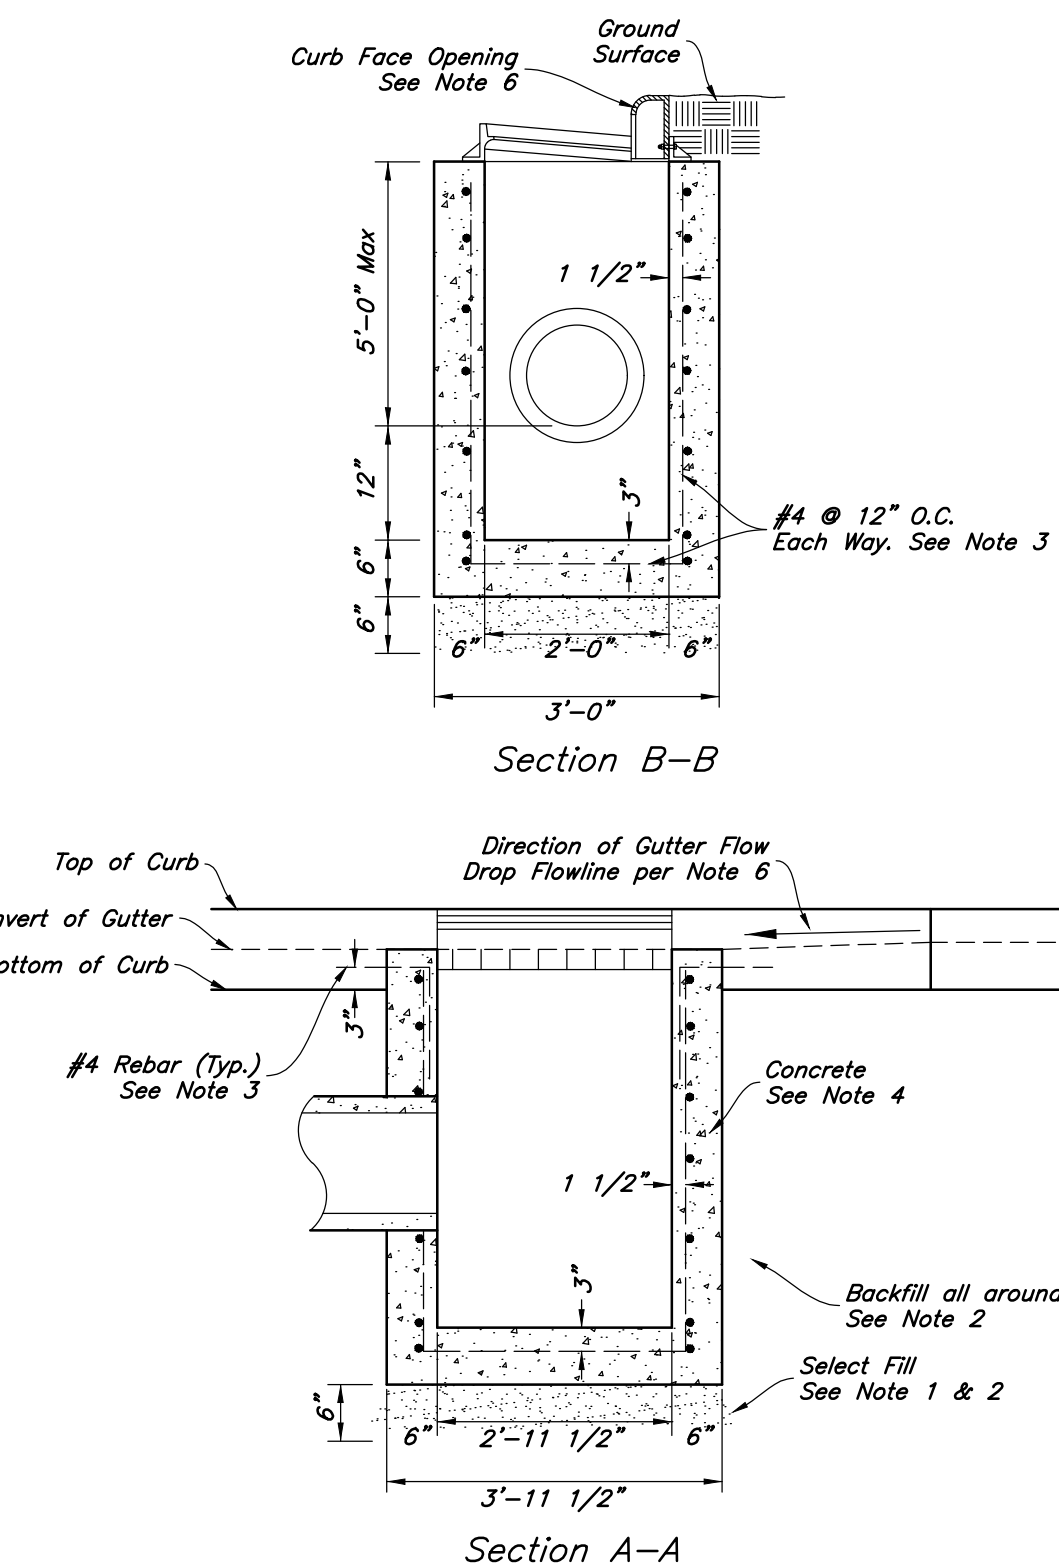 Ground
Surface
Curb Face Opening
See Note 6
5'-0" Max
1 1/2"
12"
3"
#4 @ 12" O.C.
Each Way. See Note 3
6"
6"
6"
2'-0"
6"
3'-0"
Section B-B
Top of Curb
Direction of Gutter Flow
Drop Flowline per Note 6
nvert of Gutter
ottom of Curb
3"
#4 Rebar (Typ.)
See Note 3
Concrete
See Note 4
1 1/2"
3"
Backfill all around
See Note 2
Select Fill
See Note 1 & 2
6"
6"
2'-11 1/2"
6"
3'-11 1/2"
Section A-A